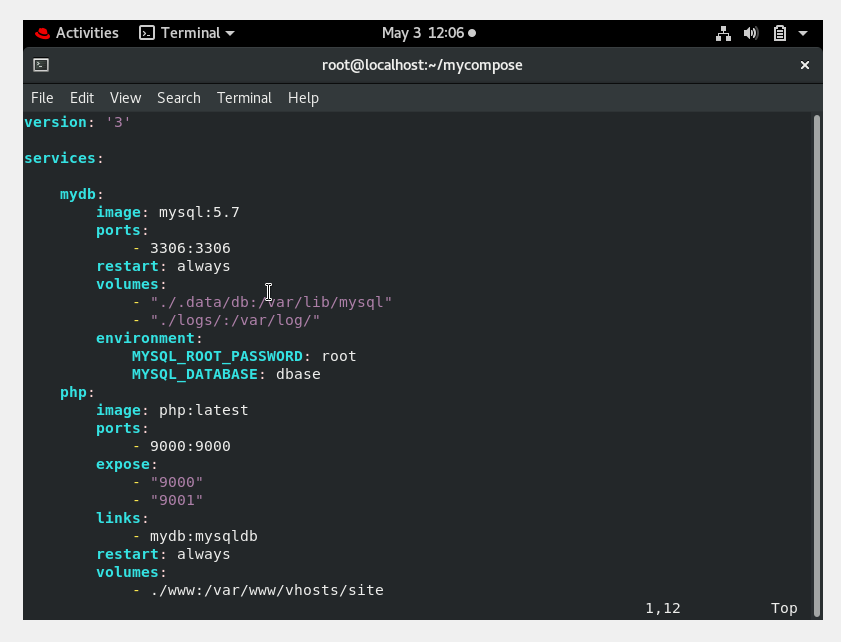 Activities Terminal May 3 12:06
root@localhost:~/mycompose ×
File Edit View Search Terminal Help
version: '3'

services:

    mydb:
        image: mysql:5.7
        ports:
            - 3306:3306
        restart: always
        volumes:
            - "./.data/db:/var/lib/mysql"
            - "./logs/:/var/log/"
        environment:
            MYSQL_ROOT_PASSWORD: root
            MYSQL_DATABASE: dbase
    php:
        image: php:latest
        ports:
            - 9000:9000
        expose:
            - "9000"
            - "9001"
        links:
            - mydb:mysqldb
        restart: always
        volumes:
            - ./www:/var/www/vhosts/site
1,12 Top